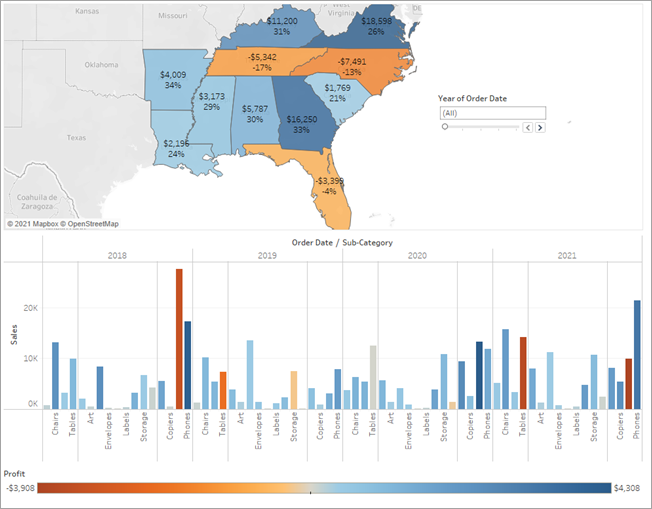 Kansas
Missouri
West
Virginia
DE
$11,200
31%
$18,598
26%
Oklahoma
-$5,342
-17%
-$7,491
-13%
$4,009
34%
$3,173
29%
$1,769
21%
$5,787
30%
$16,250
33%
Texas
$2,196
24%
-$3,399
-4%
Coahuila de
Zaragoza
© 2021 Mapbox © OpenStreetMap
Year of Order Date
(All)
Order Date / Sub-Category
2018 2019 2020 2021
Sales
20K
10K
0K
Chairs Tables Art Envelopes Labels Storage Copiers Phones Chairs Tables Art Envelopes Labels Storage Copiers Phones Chairs Tables Art Envelopes Labels Storage Copiers Phones Chairs Tables Art Envelopes Labels Storage Copiers Phones
Profit
-$3,908 $4,308